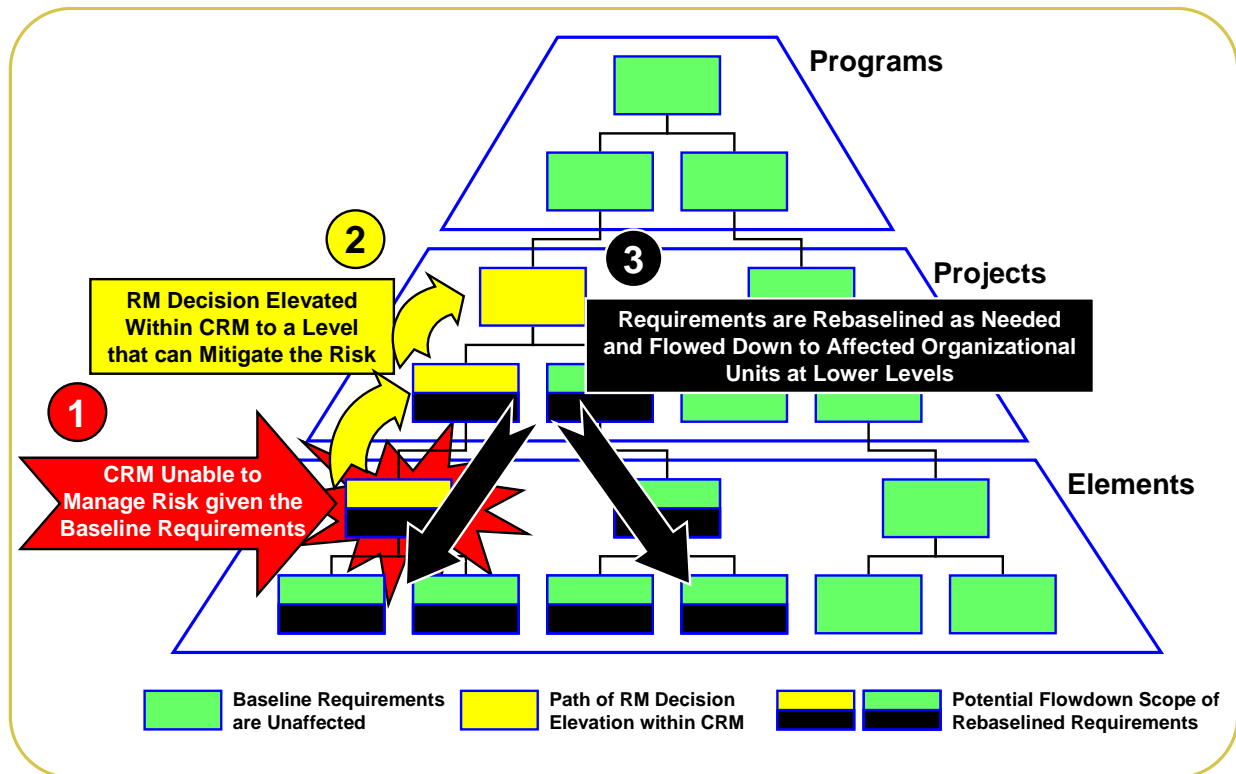 Programs
2
3
Projects
RM Decision Elevated
Within CRM to a Level
that can Mitigate the Risk
Requirements are Rebaselined as Needed
and Flowed Down to Affected Organizational
Units at Lower Levels
1
CRM Unable to
Manage Risk given the
Baseline Requirements
Elements
Baseline Requirements
are Unaffected
Path of RM Decision
Elevation within CRM
Potential Flowdown Scope of
Rebaselined Requirements